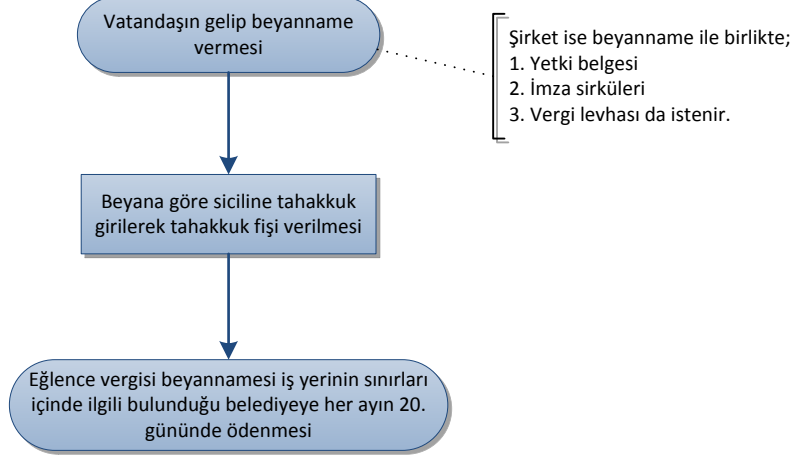 Vatandaşın gelip beyanname
vermesi
Şirket ise beyanname ile birlikte;
1. Yetki belgesi
2. İmza sirküleri
3. Vergi levhası da istenir.
Beyana göre siciline tahakkuk
girilerek tahakkuk fişi verilmesi
Eğlence vergisi beyannamesi iş yerinin sınırları
içinde ilgili bulunduğu belediyeye her ayın 20.
gününde ödenmesi